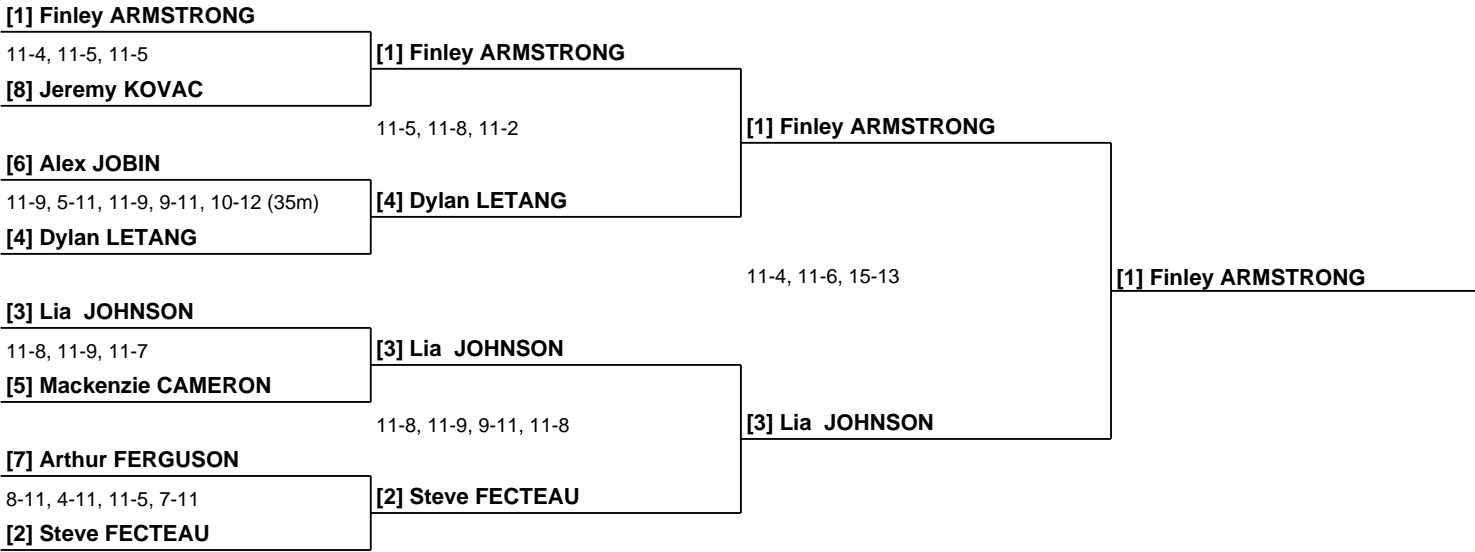 [1] Finley ARMSTRONG
11-4, 11-5, 11-5
[1] Finley ARMSTRONG
[8] Jeremy KOVAC
11-5, 11-8, 11-2
[1] Finley ARMSTRONG
[6] Alex JOBIN
11-9, 5-11, 11-9, 9-11, 10-12 (35m)
[4] Dylan LETANG
[4] Dylan LETANG
11-4, 11-6, 15-13
[1] Finley ARMSTRONG
[3] Lia  JOHNSON
11-8, 11-9, 11-7
[3] Lia  JOHNSON
[5] Mackenzie CAMERON
11-8, 11-9, 9-11, 11-8
[3] Lia  JOHNSON
[7] Arthur FERGUSON
8-11, 4-11, 11-5, 7-11
[2] Steve FECTEAU
[2] Steve FECTEAU